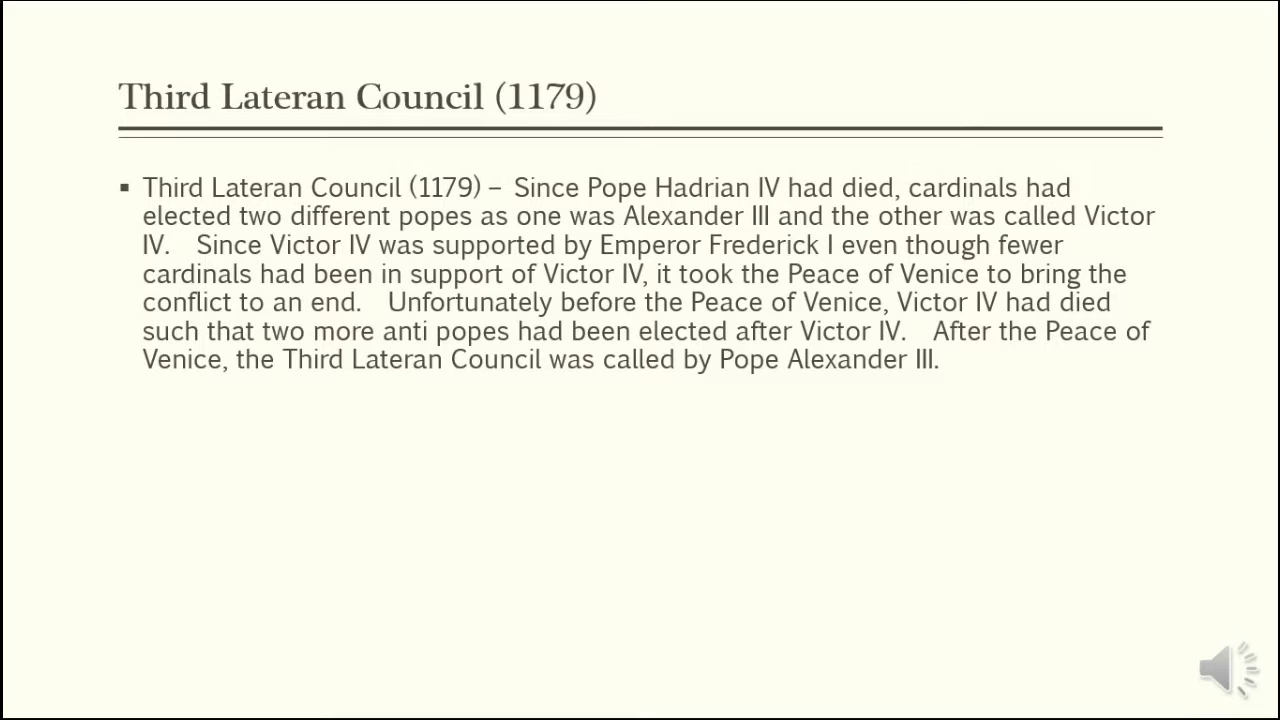 Third Lateran Council (1179)
▪ Third Lateran Council (1179) – Since Pope Hadrian IV had died, cardinals had
elected two different popes as one was Alexander III and the other was called Victor
IV. Since Victor IV was supported by Emperor Frederick I even though fewer
cardinals had been in support of Victor IV, it took the Peace of Venice to bring the
conflict to an end. Unfortunately before the Peace of Venice, Victor IV had died
such that two more anti popes had been elected after Victor IV. After the Peace of
Venice, the Third Lateran Council was called by Pope Alexander III.